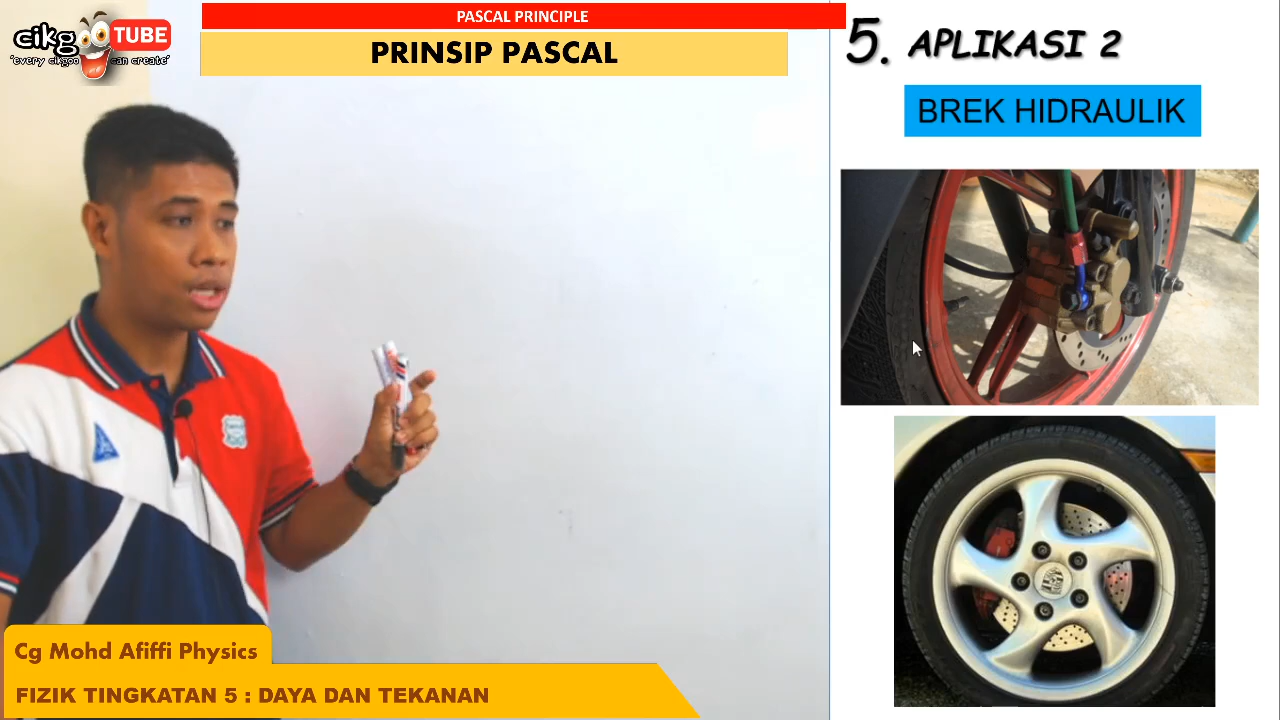 cikgoo TUBE
'every cikgoo can create'
PASCAL PRINCIPLE
PRINSIP PASCAL
5. APLIKASI 2
BREK HIDRAULIK
Cg Mohd Afiffi Physics
FIZIK TINGKATAN 5 : DAYA DAN TEKANAN